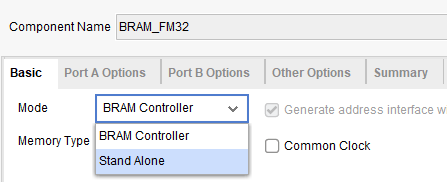 Component Name BRAM_FM32
Basic Port A Options Port B Options Other Options Summary
Mode BRAM Controller Generate address interface w
BRAM Controller
Memory Type Common Clock
Stand Alone